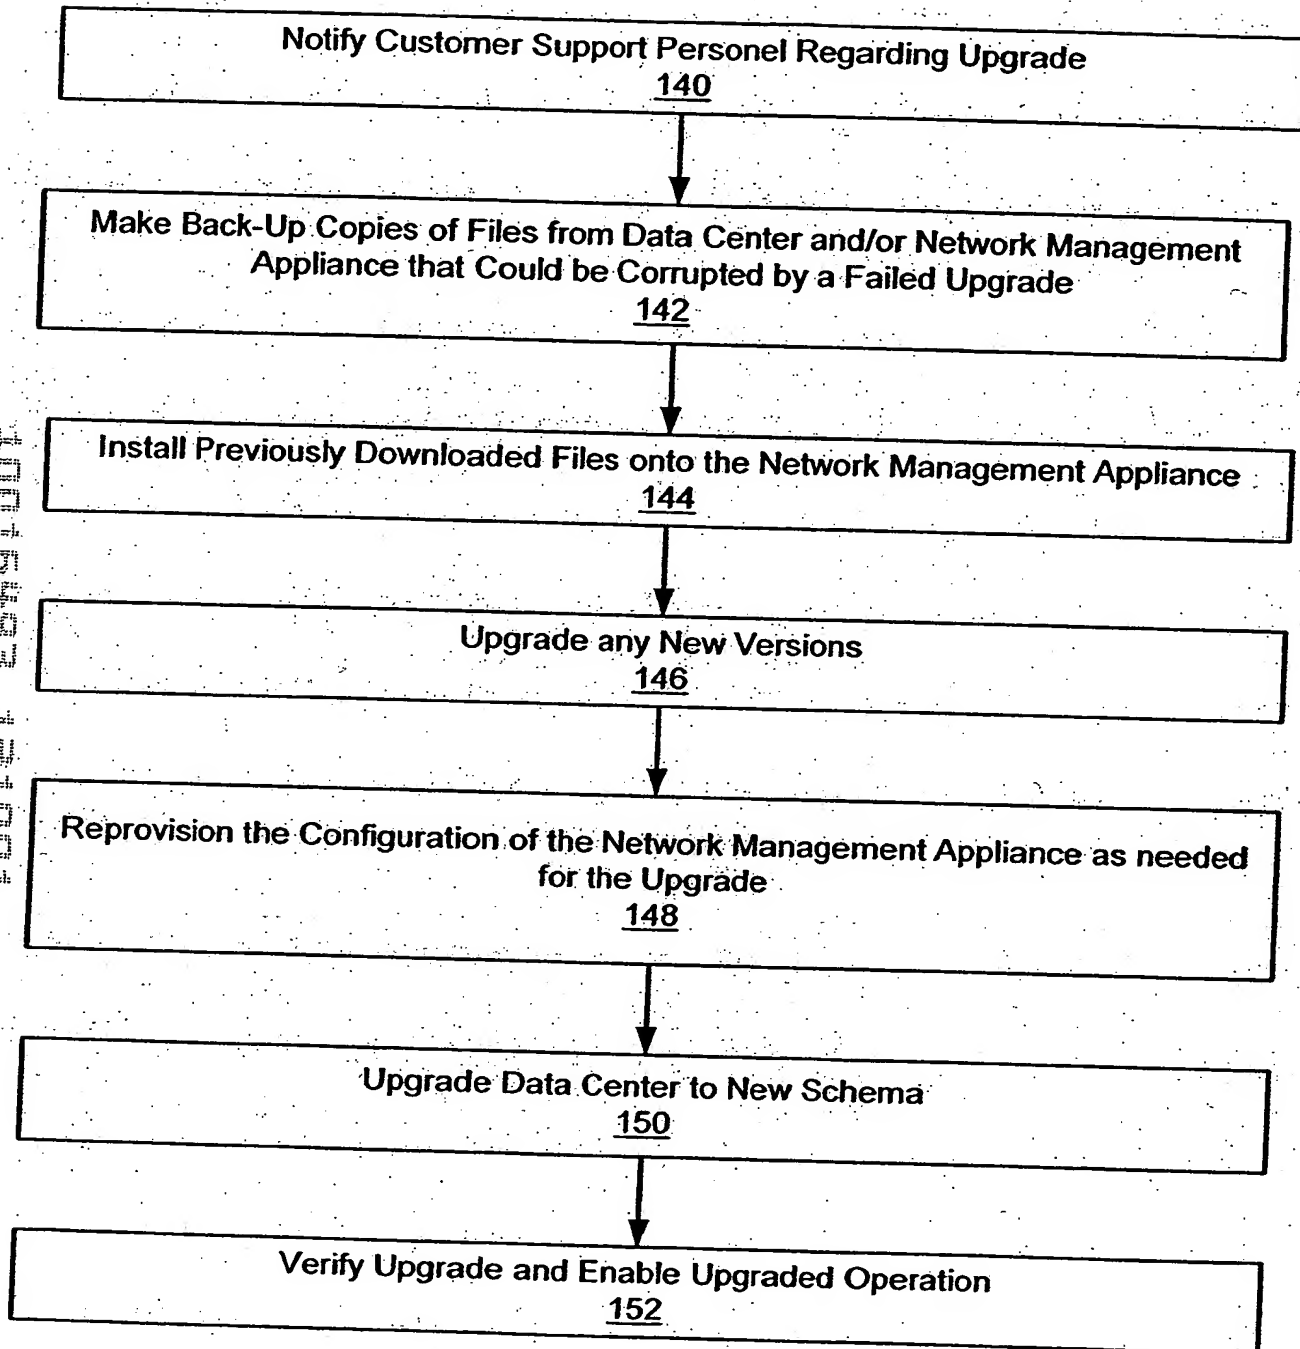 Notify Customer Support Personel Regarding Upgrade
140
Make Back-Up Copies of Files from Data Center and/or Network Management
Appliance that Could be Corrupted by a Failed Upgrade
142
Install Previously Downloaded Files onto the Network Management Appliance
144
Upgrade any New Versions
146
Reprovision the Configuration of the Network Management Appliance as needed
for the Upgrade
148
Upgrade Data Center to New Schema
150
Verify Upgrade and Enable Upgraded Operation
152